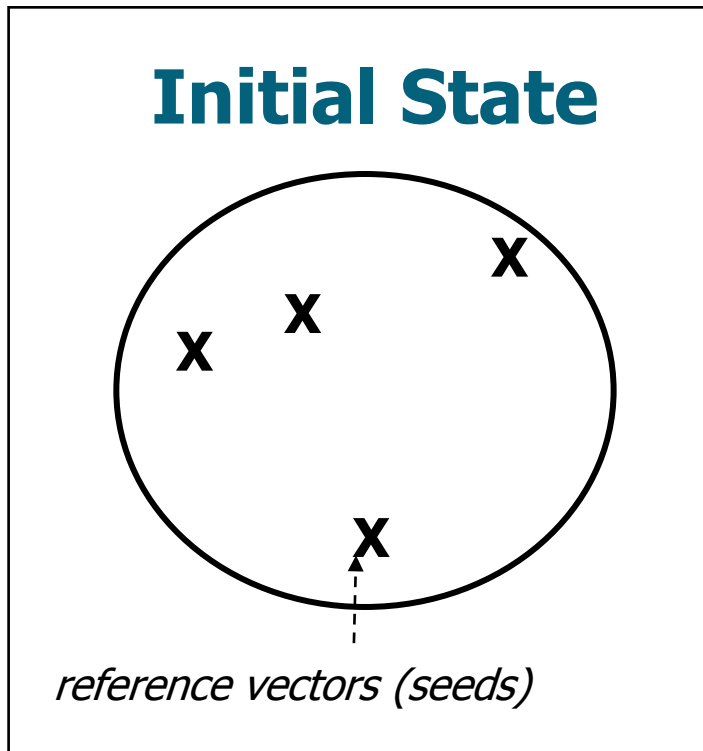 Initial State
X
X
X
X
reference vectors (seeds)